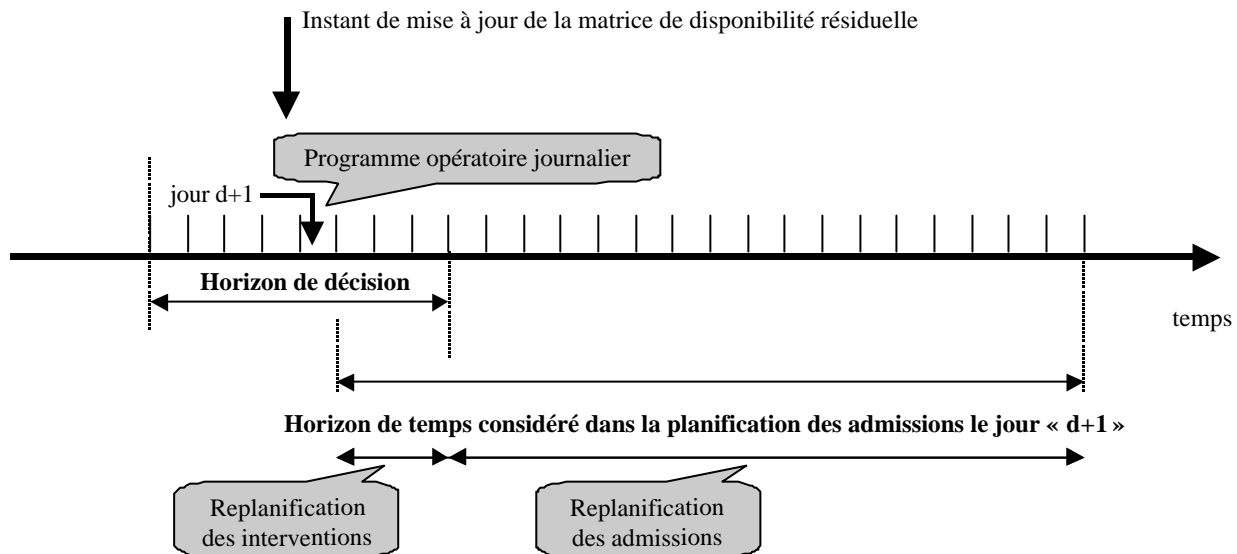 Instant de mise à jour de la matrice de disponibilité résiduelle
Programme opératoire journalier
jour d+1
Horizon de décision
temps
Horizon de temps considéré dans la planification des admissions le jour « d+1 »
Replanification
des interventions
Replanification
des admissions